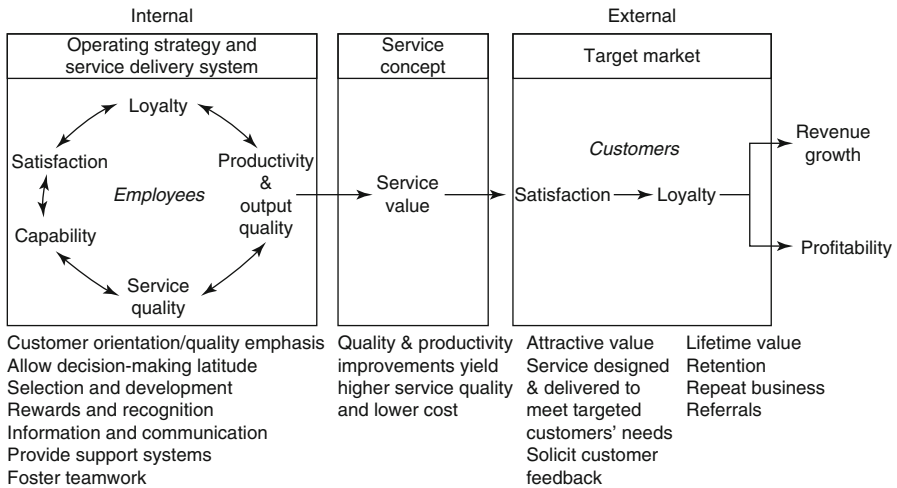 Internal
External
Operating strategy and
service delivery system
Service
concept
Target market
Loyalty
Satisfaction
Productivity
&
output
quality
Employees
Capability
Service
quality
Service
value
Customers
Satisfaction
Loyalty
Revenue
growth
Profitability
Customer orientation/quality emphasis
Allow decision-making latitude
Selection and development
Rewards and recognition
Information and communication
Provide support systems
Foster teamwork
Quality & productivity
improvements yield
higher service quality
and lower cost
Attractive value
Service designed
& delivered to
meet targeted
customers' needs
Solicit customer
feedback
Lifetime value
Retention
Repeat business
Referrals